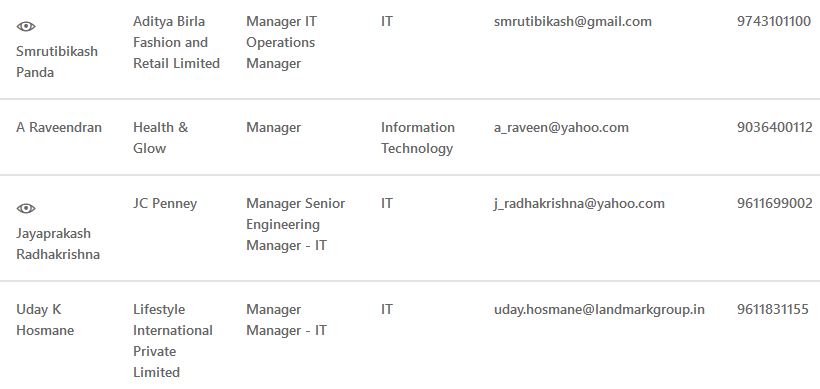 Smrutibikash Panda	Aditya Birla Fashion and Retail Limited	Manager IT Operations Manager	IT	smrutibikash@gmail.com	9743101100
A Raveendran	Health & Glow	Manager	Information Technology	a_raveen@yahoo.com	9036400112
Jayaprakash Radhakrishna	JC Penney	Manager Senior Engineering Manager - IT	IT	j_radhakrishna@yahoo.com	9611699002
Uday K Hosmane	Lifestyle International Private Limited	Manager Manager - IT	IT	uday.hosmane@landmarkgroup.in	9611831155